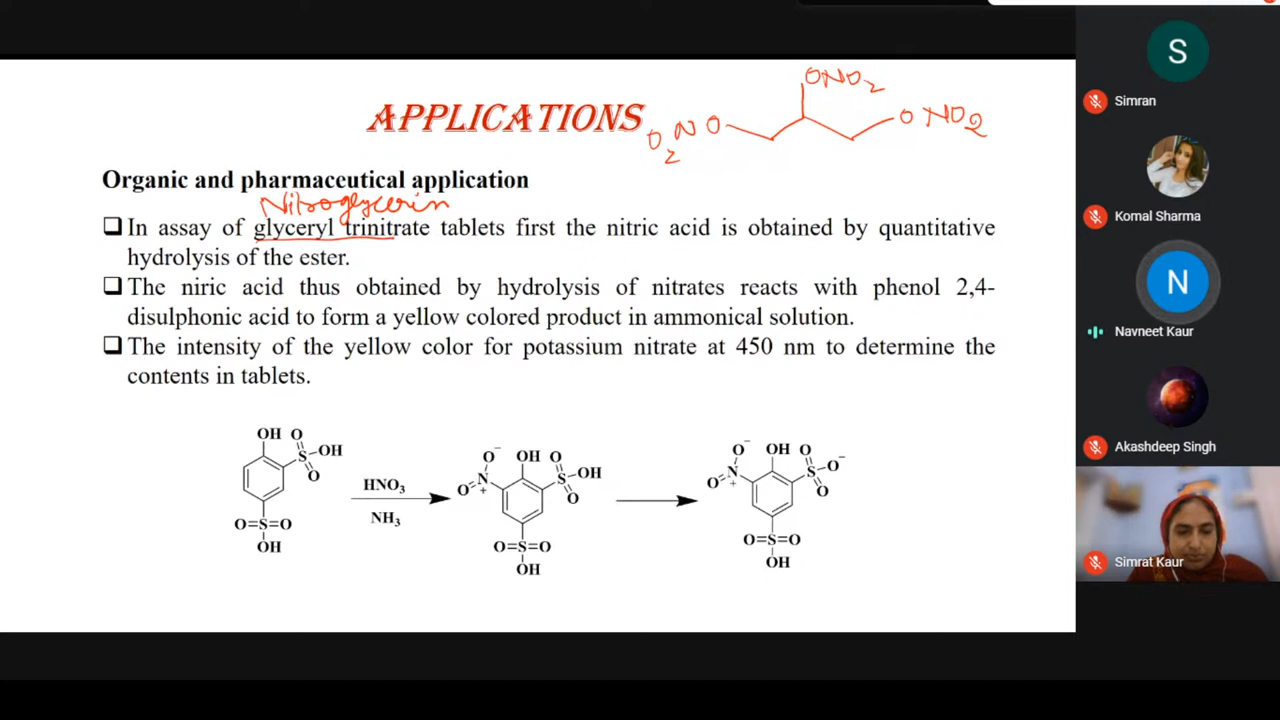 APPLICATIONS
ONO2
O2NO
ONO2
Organic and pharmaceutical application
Nitroglycerin
❑ In assay of glyceryl trinitrate tablets first the nitric acid is obtained by quantitative
hydrolysis of the ester.
❑ The niric acid thus obtained by hydrolysis of nitrates reacts with phenol 2,4-
disulphonic acid to form a yellow colored product in ammonical solution.
❑ The intensity of the yellow color for potassium nitrate at 450 nm to determine the
contents in tablets.
OH O
S-OH
O
O=S=O
OH
HNO3
NH3
O- OH O
O=N+ S-OH
O
O=S=O
OH
O- OH O
O=N+ S-O-
O
O=S=O
OH
S
Simran
Komal Sharma
N
Navneet Kaur
Akashdeep Singh
Simrat Kaur